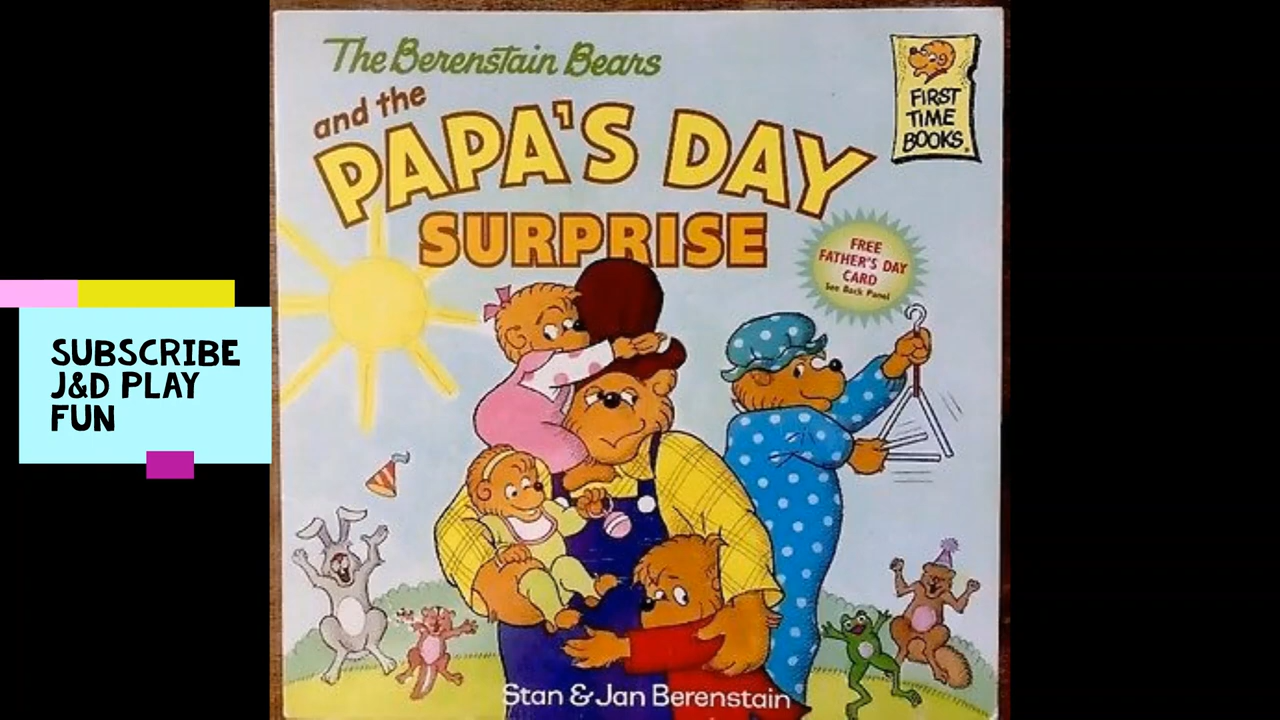 The Berenstain Bears
and the
PAPA'S DAY
SURPRISE
FIRST
TIME
BOOKS®
FREE
FATHER'S DAY
CARD
See Back Panel
SUBSCRIBE
J&D PLAY
FUN
Stan & Jan Berenstain